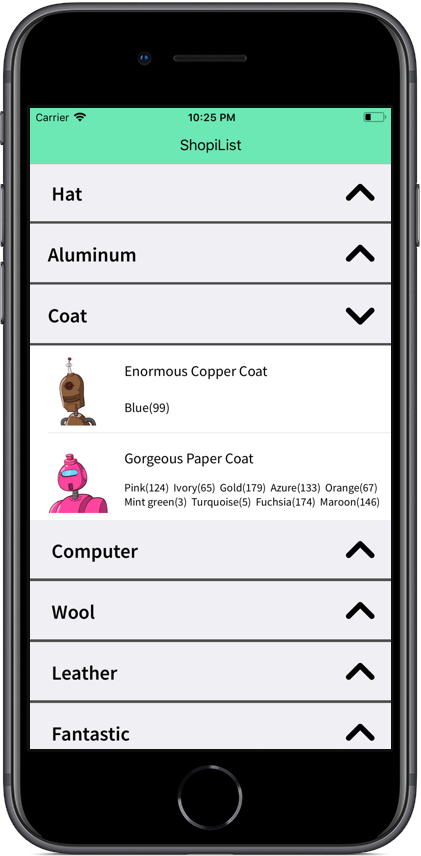 Carrier 10:25 PM
ShopiList
Hat
Aluminum
Coat
Enormous Copper Coat
Blue(99)
Gorgeous Paper Coat
Pink(124) Ivory(65) Gold(179) Azure(133) Orange(67)
Mint green(3) Turquoise(5) Fuchsia(174) Maroon(146)
Computer
Wool
Leather
Fantastic